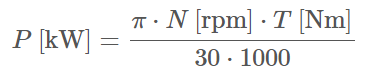 P [kW] = π · N [rpm] · T [Nm] / 30 · 1000